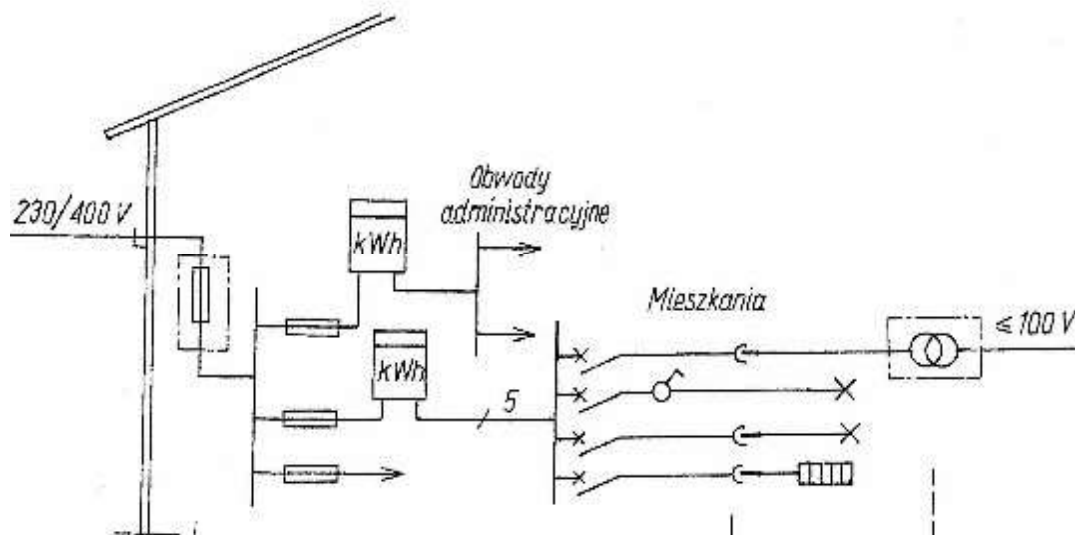 Obwody
administracyjne
230/400 V
kWh
Mieszkania
≤ 100 V
kWh
5